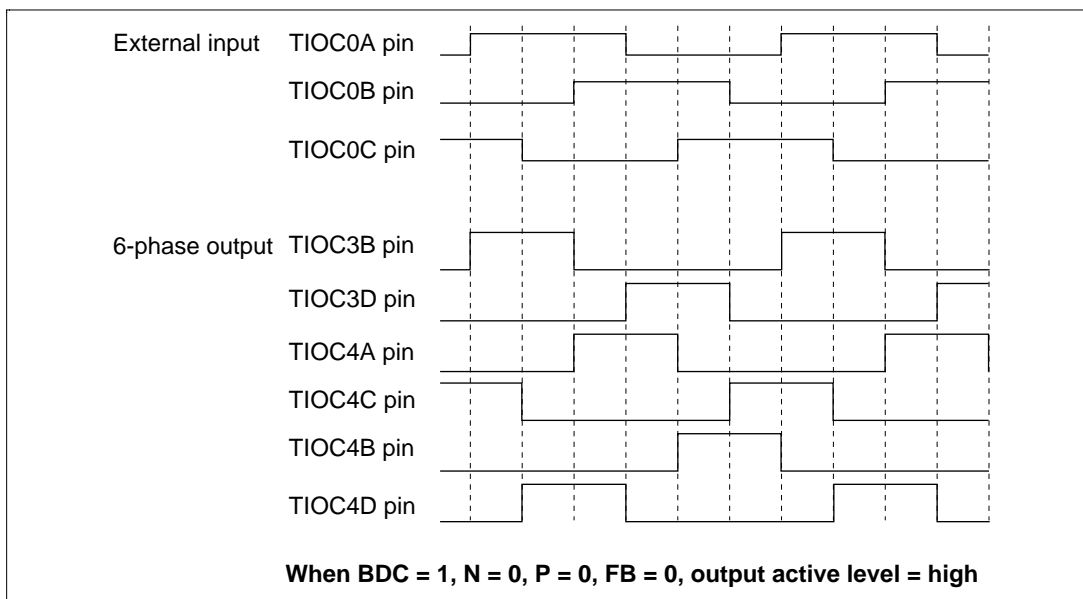 External input TIOC0A pin
TIOC0B pin
TIOC0C pin
6-phase output TIOC3B pin
TIOC3D pin
TIOC4A pin
TIOC4C pin
TIOC4B pin
TIOC4D pin
When BDC = 1, N = 0, P = 0, FB = 0, output active level = high